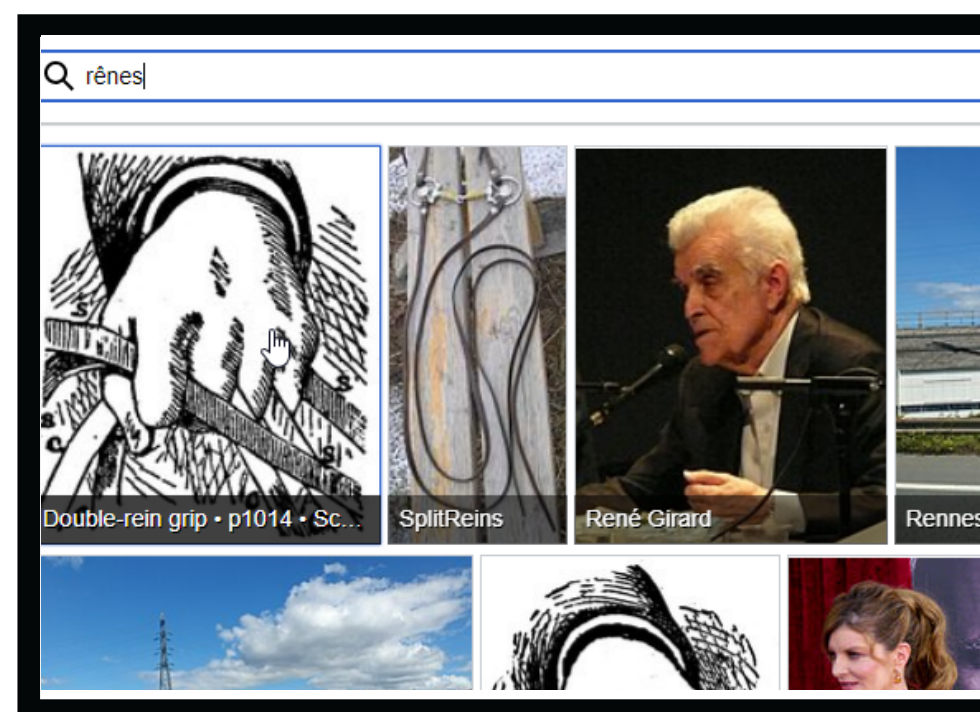 rênes
Double-rein grip • p1014 • Sc...
SplitReins
René Girard
Rennes
S
S
s
C
S